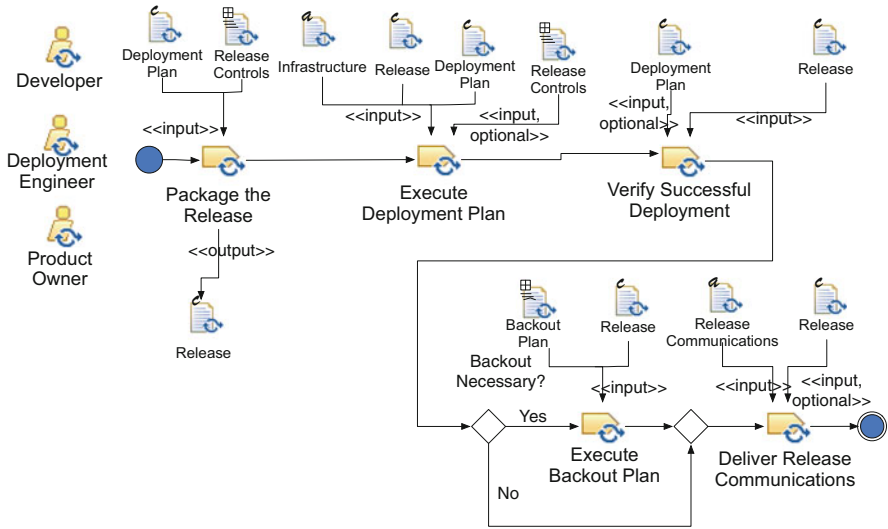 Developer
Deployment
Engineer
Product
Owner
Deployment
Plan
Release
Controls
<<input>>
Package the
Release
<<output>>
Release
Infrastructure
Release
Deployment
Plan
Release
Controls
<<input>>
<<input,
optional>>
Execute
Deployment Plan
Deployment
Plan
Release
<<input,
optional>>
<<input>>
Verify Successful
Deployment
Backout
Necessary?
Yes
No
Backout
Plan
Release
<<input>>
Execute
Backout Plan
Release
Communications
Release
<<input>>
<<input,
optional>>
Deliver Release
Communications